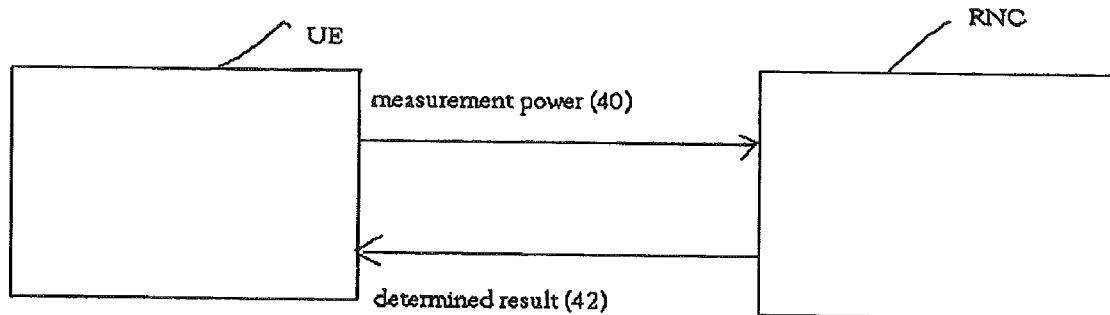 UE
RNC
measurement power (40)
determined result (42)